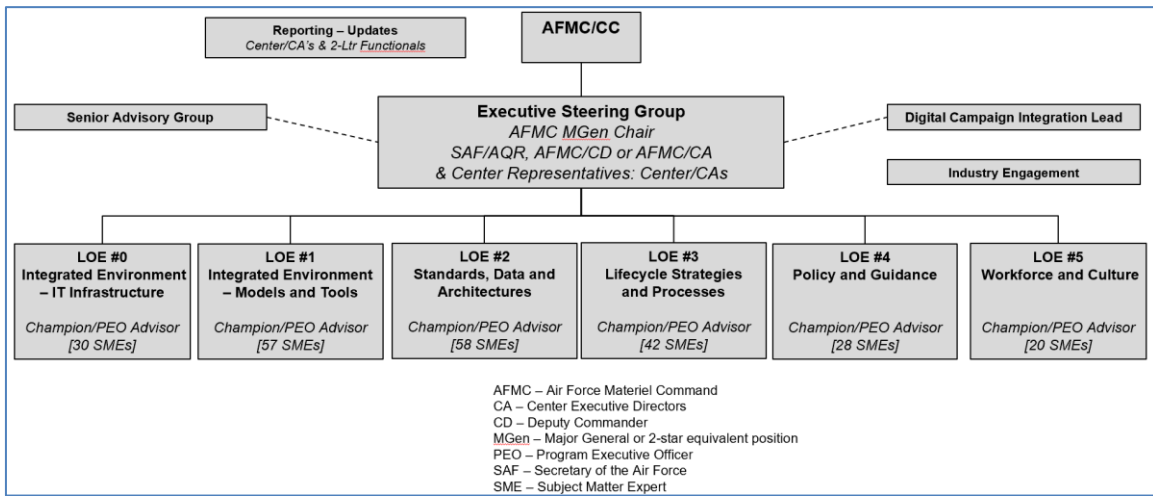 Reporting – Updates
Center/CA's & 2-Ltr Functionals
AFMC/CC
Senior Advisory Group
Executive Steering Group
AFMC MGen Chair
SAF/AQR, AFMC/CD or AFMC/CA
& Center Representatives: Center/CAs
Digital Campaign Integration Lead
Industry Engagement
LOE #0
Integrated Environment
– IT Infrastructure
Champion/PEO Advisor
[30 SMEs]
LOE #1
Integrated Environment
– Models and Tools
Champion/PEO Advisor
[57 SMEs]
LOE #2
Standards, Data and
Architectures
Champion/PEO Advisor
[58 SMEs]
LOE #3
Lifecycle Strategies
and Processes
Champion/PEO Advisor
[42 SMEs]
LOE #4
Policy and Guidance
Champion/PEO Advisor
[28 SMEs]
LOE #5
Workforce and Culture
Champion/PEO Advisor
[20 SMEs]
AFMC – Air Force Materiel Command
CA – Center Executive Directors
CD – Deputy Commander
MGen – Major General or 2-star equivalent position
PEO – Program Executive Officer
SAF – Secretary of the Air Force
SME – Subject Matter Expert